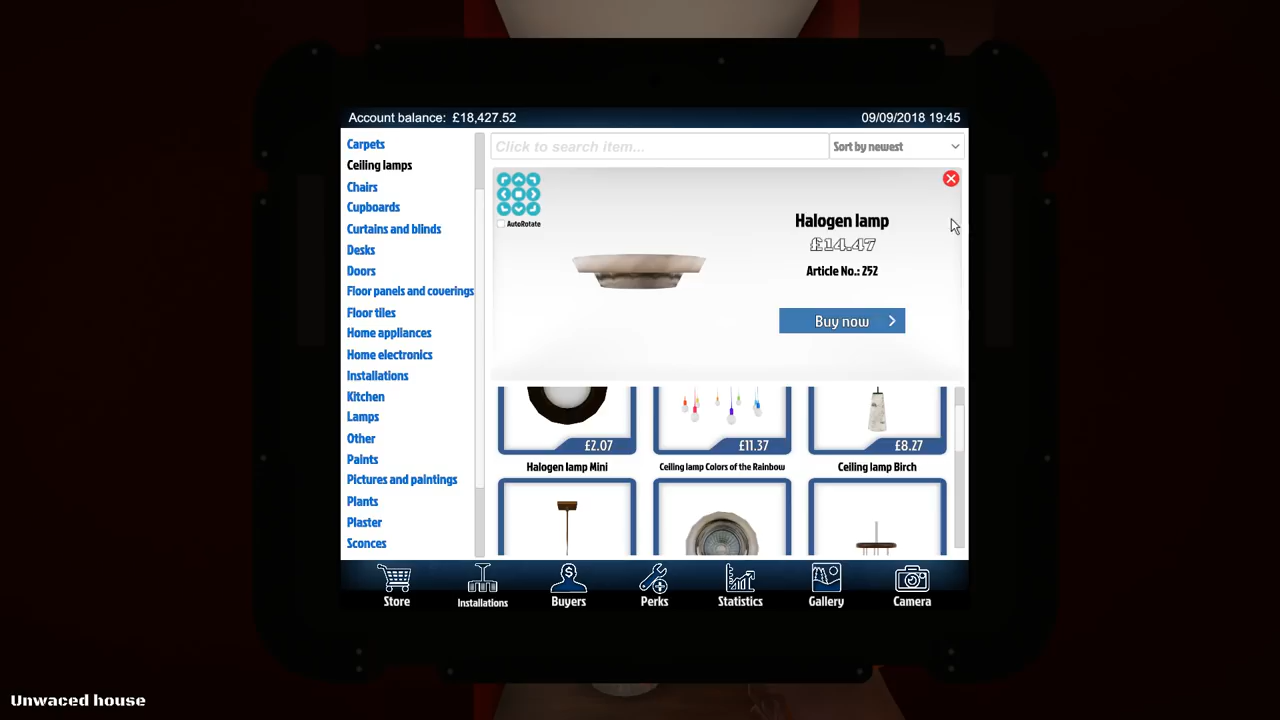 Account balance: £18,427.52
09/09/2018 19:45
Carpets
Ceiling lamps
Chairs
Cupboards
Curtains and blinds
Desks
Doors
Floor panels and coverings
Floor tiles
Home appliances
Home electronics
Installations
Kitchen
Lamps
Other
Paints
Pictures and paintings
Plants
Plaster
Sconces
Click to search item...
Sort by newest
AutoRotate
Halogen lamp
£14.47
Article No.: 252
Buy now
£2.07
£11.37
£8.27
Halogen lamp Mini
Ceiling lamp Colors of the Rainbow
Ceiling lamp Birch
Store
Installations
Buyers
Perks
Statistics
Gallery
Camera
Unwaced house